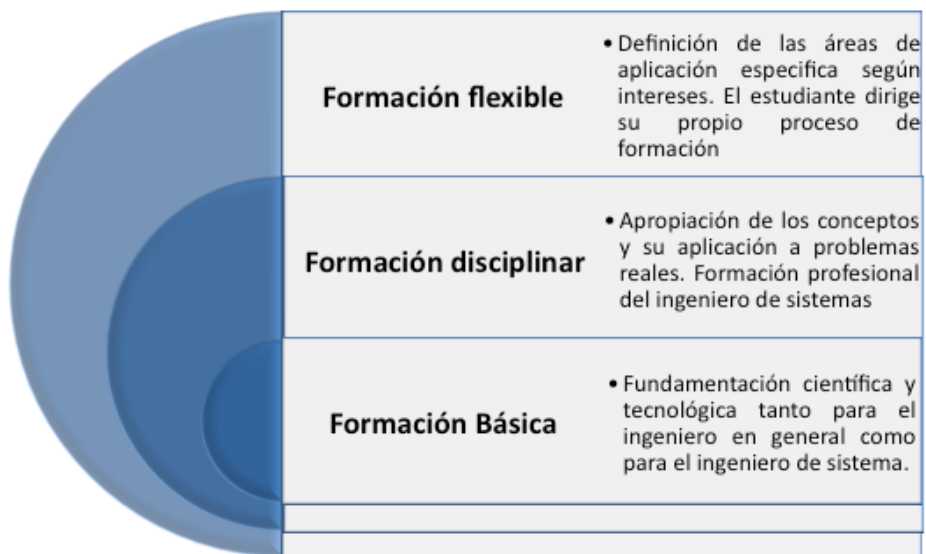 Formación flexible
• Definición de las áreas de
aplicación especifica según
intereses. El estudiante dirige
su propio proceso de
formación
Formación disciplinar
• Apropiación de los conceptos
y su aplicación a problemas
reales. Formación profesional
del ingeniero de sistemas
Formación Básica
• Fundamentación científica y
tecnológica tanto para el
ingeniero en general como
para el ingeniero de sistema.